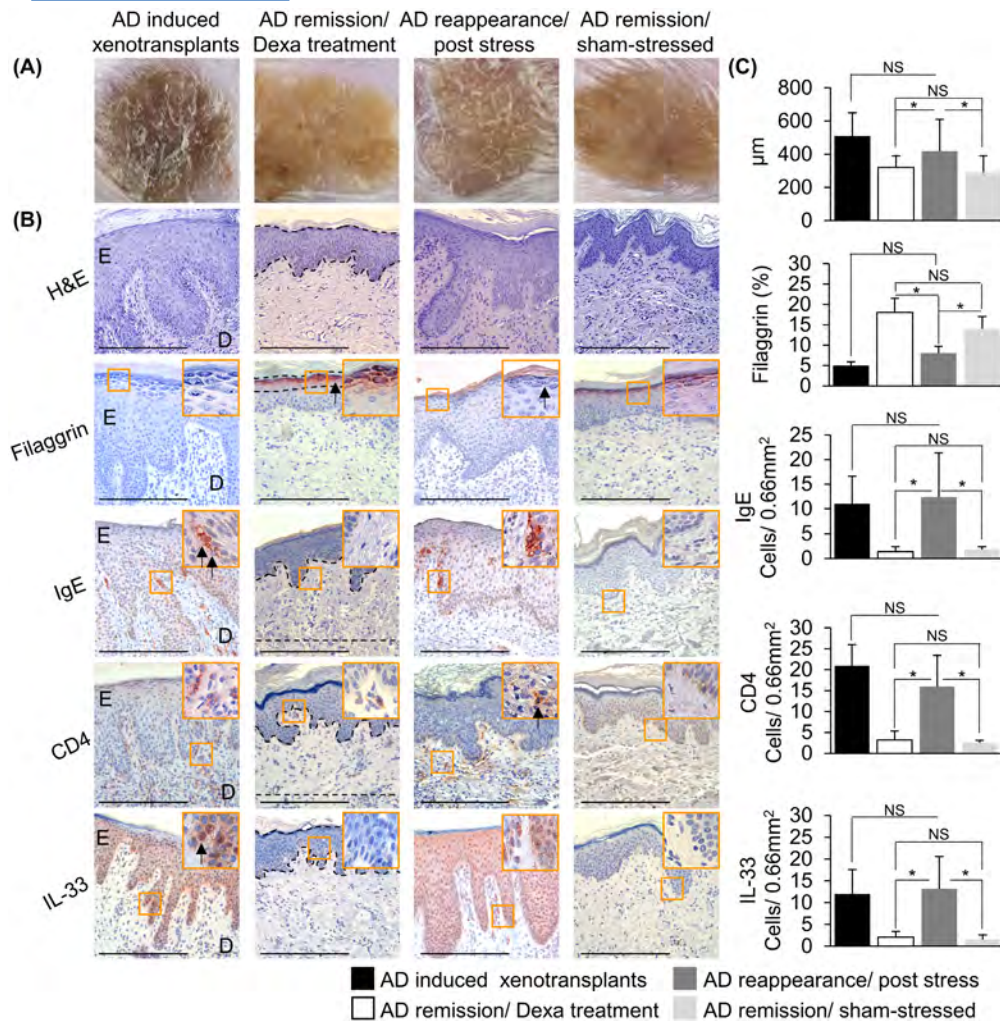 AD induced xenotransplants
AD remission/ Dexa treatment
AD reappearance/ post stress
AD remission/ sham-stressed
(A)
(B)
H&E
E
D
Filaggrin
E
D
IgE
E
D
CD4
E
D
IL-33
E
D
(C)
NS
NS
*
*
µm
800
600
400
200
0
NS
NS
*
*
Filaggrin (%)
30
25
20
15
10
5
0
NS
NS
*
*
IgE
Cells/ 0.66mm²
25
20
15
10
5
0
NS
NS
*
*
CD4
Cells/ 0.66mm²
30
25
20
15
10
5
0
NS
NS
*
*
IL-33
Cells/ 0.66mm²
25
20
15
10
5
0
AD induced xenotransplants
AD reappearance/ post stress
AD remission/ Dexa treatment
AD remission/ sham-stressed